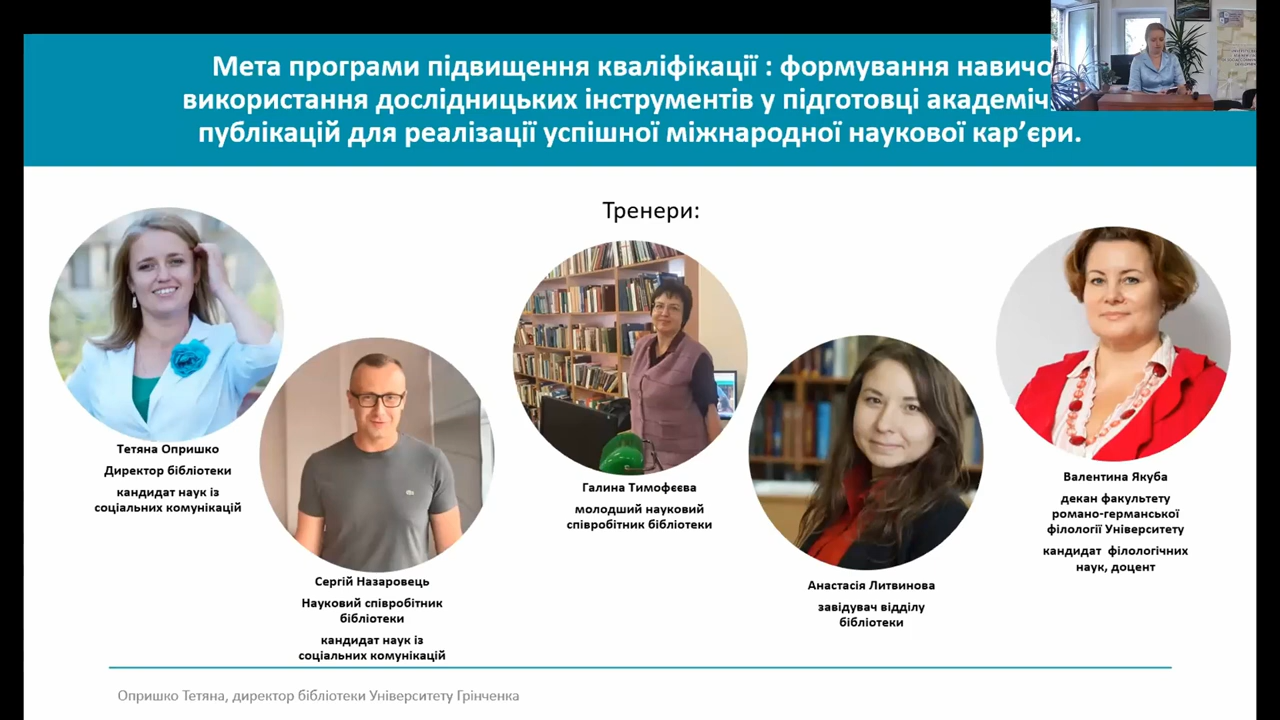 Мета програми підвищення кваліфікації : формування
використання дослідницьких інструментів у підготовці
публікацій для реалізації успішної міжнародної наукової кар’єри.
Тренери:
Тетяна Опришко
Директор бібліотеки
кандидат наук із
соціальних комунікацій
Сергій Назаровець
Науковий співробітник
бібліотеки
кандидат наук із
соціальних комунікацій
Галина Тимофєєва
молодший науковий
співробітник бібліотеки
Анастасія Литвинова
завідувач відділу
бібліотеки
Валентина Якуба
декан факультету
романо-германської
філології Університету
кандидат філологічних
наук, доцент
Опришко Тетяна, директор бібліотеки Університету Грінченка